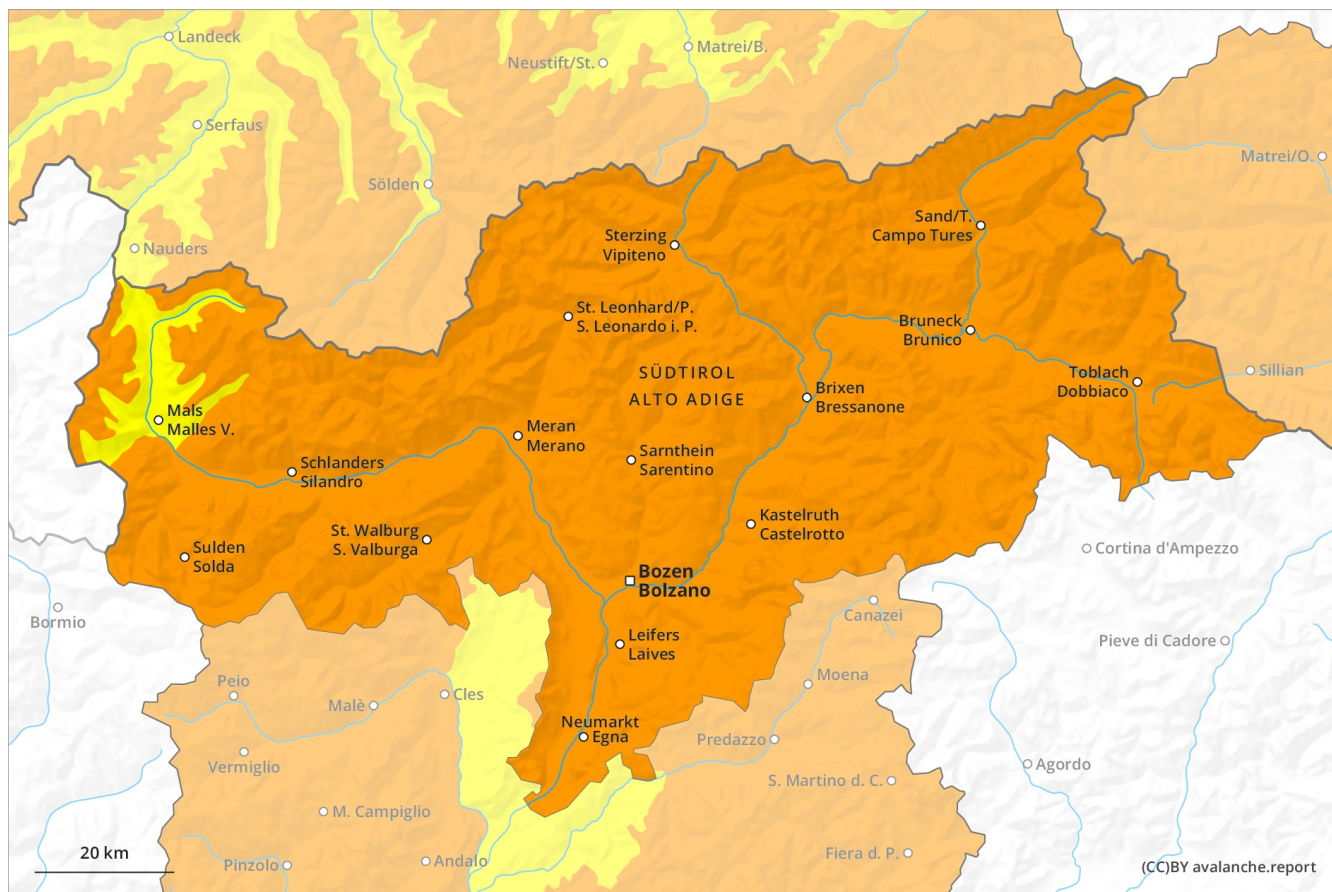 Landeck
Matrei/B.
Neustift/St.
Serfaus
Matrei/O.
Sölden
Sand/T.
Campo Tures
Sterzing
Vipiteno
Nauders
St. Leonhard/P.
S. Leonardo i. P.
Bruneck
Brunico
SÜDTIROL
ALTO ADIGE
Toblach
Dobbiaco
Sillian
Brixen
Bressanone
Mals
Malles V.
Meran
Merano
Sarnthein
Sarentino
Schlanders
Silandro
Kastelruth
Castelrotto
St. Walburg
S. Valburga
Sulden
Solda
Cortina d'Ampezzo
Bozen
Bolzano
Bormio
Canazei
Leifers
Laives
Pieve di Cadore
Peio
Moena
Cles
Malè
Neumarkt
Egna
Predazzo
Vermiglio
Agordo
S. Martino d. C.
M. Campiglio
20 km
Fiera d. P.
Andalo
Pinzolo
(CC)BY avalanche.report